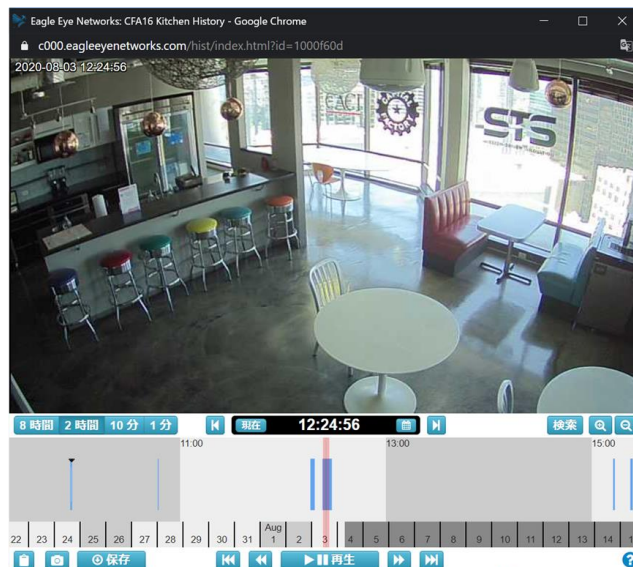 Eagle Eye Networks: CFA16 Kitchen History - Google Chrome
c000.eagleeyenetworks.com/hist/index.html?id=1000f60d
2020-08-03 12:24:56
CACI
STS
8 時間 2 時間 10 分 1 分
現在 12:24:56
検索
11:00 13:00 15:00
Aug
22 23 24 25 26 27 28 29 30 31 1 2 3 4 5 6 7 8 9 10 11 12 13 14
保存
再生
?